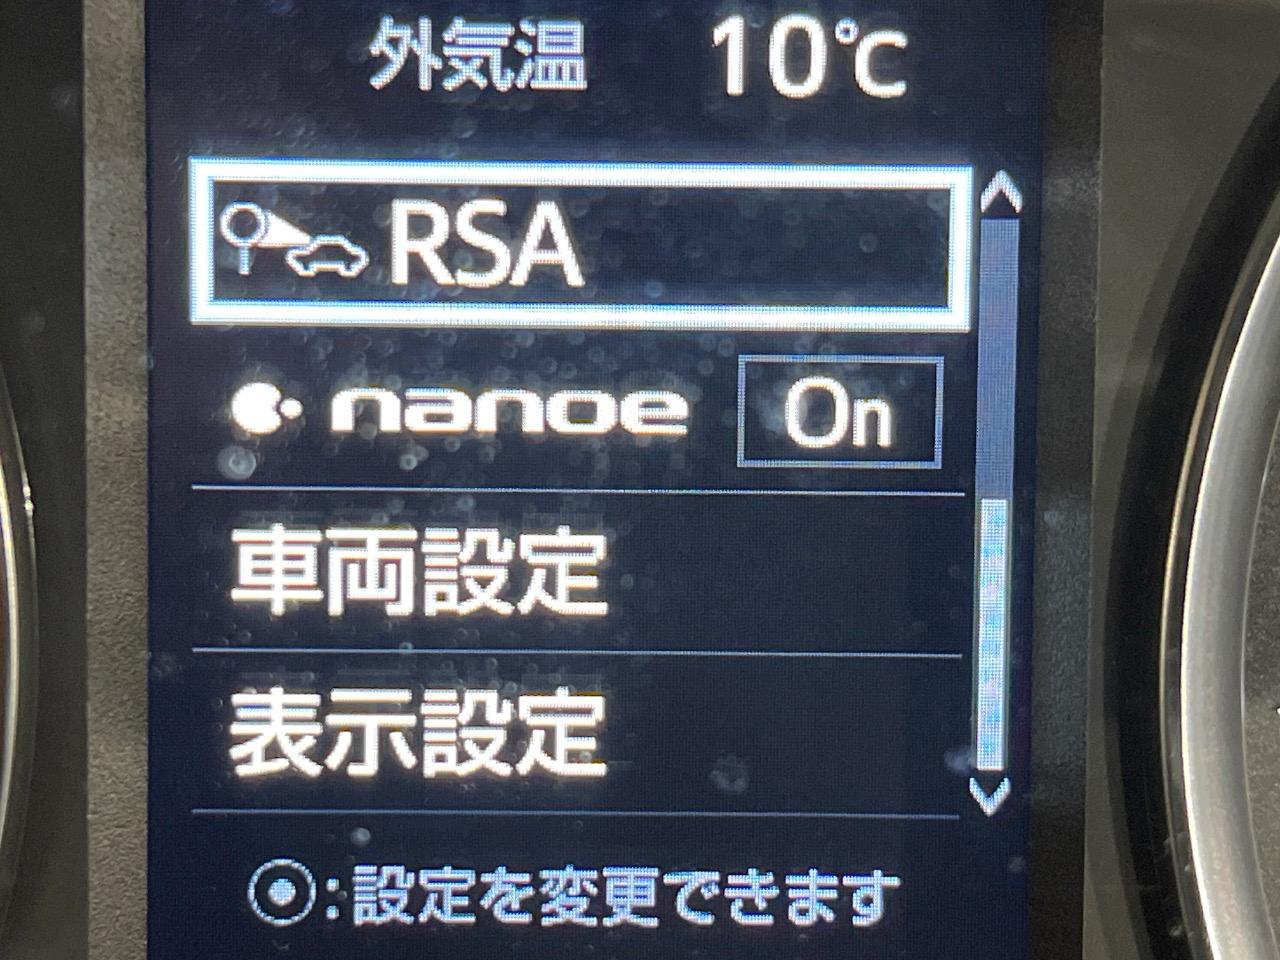 外気温 10℃
RSA
nanoe On
車両設定
表示設定
◉:設定を変更できます